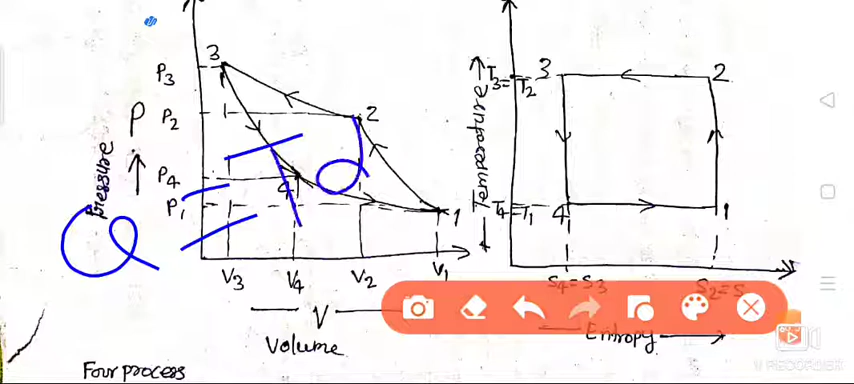 3
P3
P2
P
Pressure
P4
P1
2
4
1
V3
V4
V2
V1
V
Volume
Temperature
T3=T2
3
2
T4=T1
4
1
S4=S3
S2=S
Entropy
Q = Td
Four process